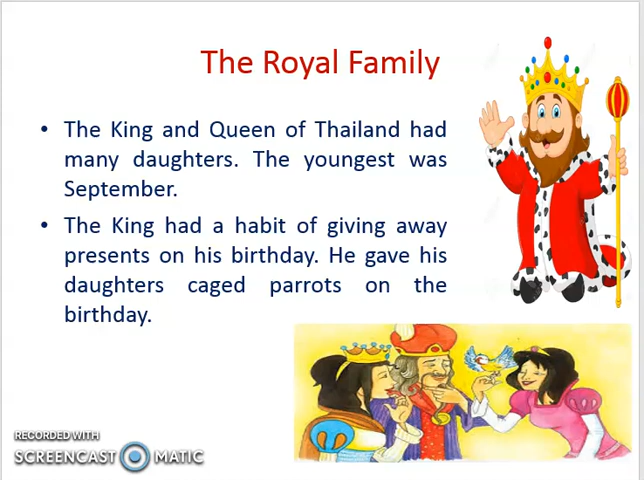 The Royal Family
• The King and Queen of Thailand had
many daughters. The youngest was
September.
• The King had a habit of giving away
presents on his birthday. He gave his
daughters caged parrots on the
birthday.
RECORDED WITH
SCREENCAST MATIC